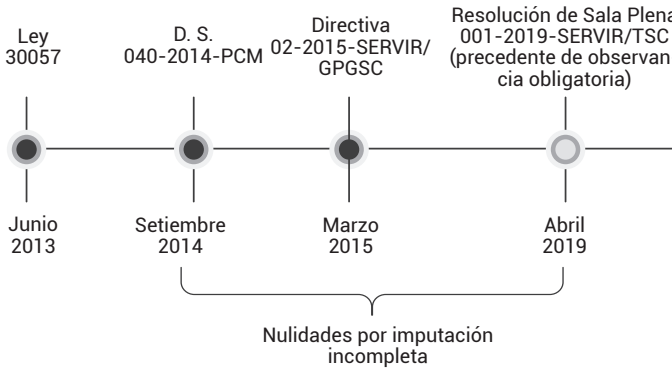 Ley
30057
D. S.
040-2014-PCM
Directiva
02-2015-SERVIR/
GPGSC
Resolución de Sala Plena
001-2019-SERVIR/TSC
(precedente de observan
cia obligatoria)
Junio
2013
Setiembre
2014
Marzo
2015
Abril
2019
Nulidades por imputación
incompleta